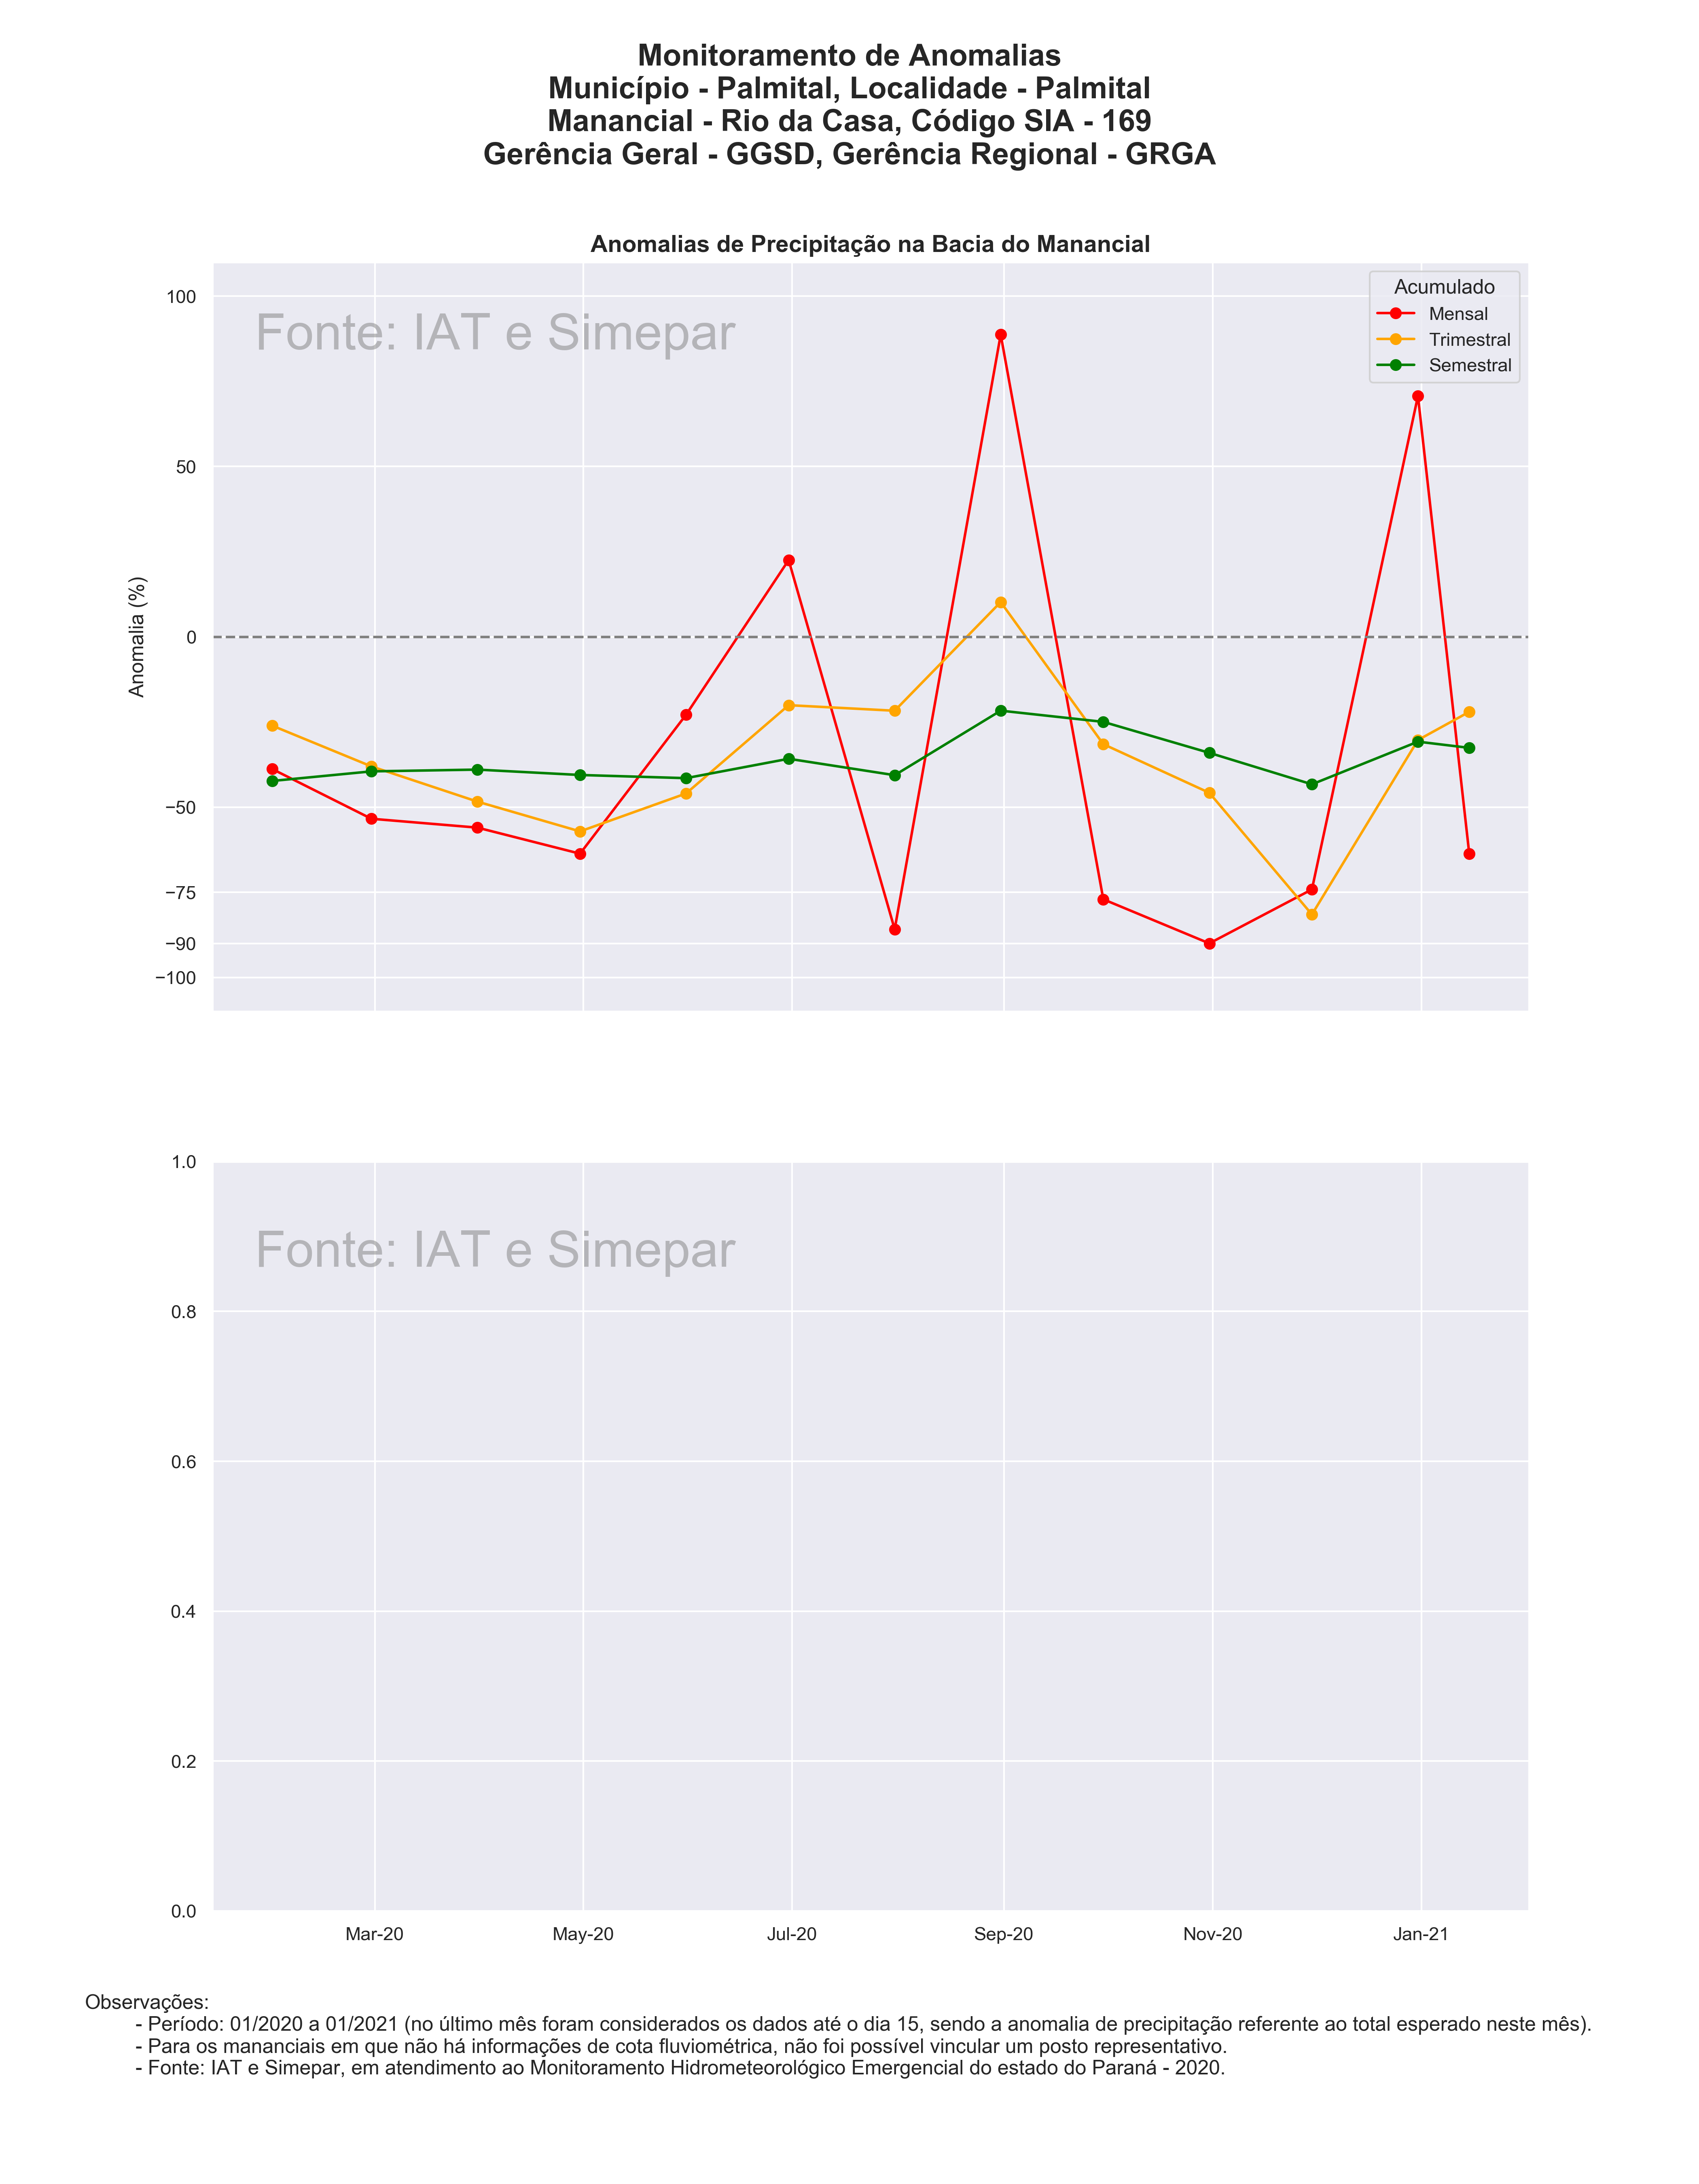 Monitoramento de Anomalias
Município - Palmital, Localidade - Palmital
Manancial - Rio da Casa, Código SIA - 169
Gerência Geral - GGSD, Gerência Regional - GRGA
Anomalias de Precipitação na Bacia do Manancial
Fonte: IAT e Simepar
Acumulado
Mensal
Trimestral
Semestral
Anomalia (%)
100
50
0
−50
−75
−90
−100
Fonte: IAT e Simepar
1.0
0.8
0.6
0.4
0.2
0.0
Mar-20 May-20 Jul-20 Sep-20 Nov-20 Jan-21
Observações:
- Período: 01/2020 a 01/2021 (no último mês foram considerados os dados até o dia 15, sendo a anomalia de precipitação referente ao total esperado neste mês).
- Para os mananciais em que não há informações de cota fluviométrica, não foi possível vincular um posto representativo.
- Fonte: IAT e Simepar, em atendimento ao Monitoramento Hidrometeorológico Emergencial do estado do Paraná - 2020.